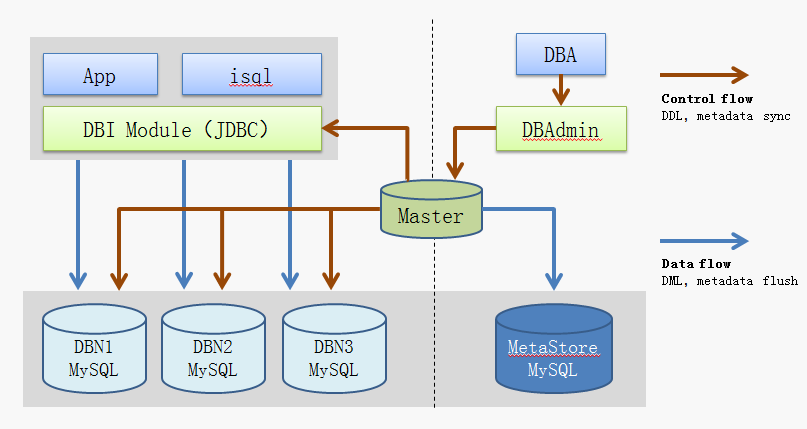 App
isql
DBI Module (JDBC)
DBA
DBAdmin
Control flow
DDL, metadata sync
Master
Data flow
DML, metadata flush
DBN1
MySQL
DBN2
MySQL
DBN3
MySQL
MetaStore
MySQL